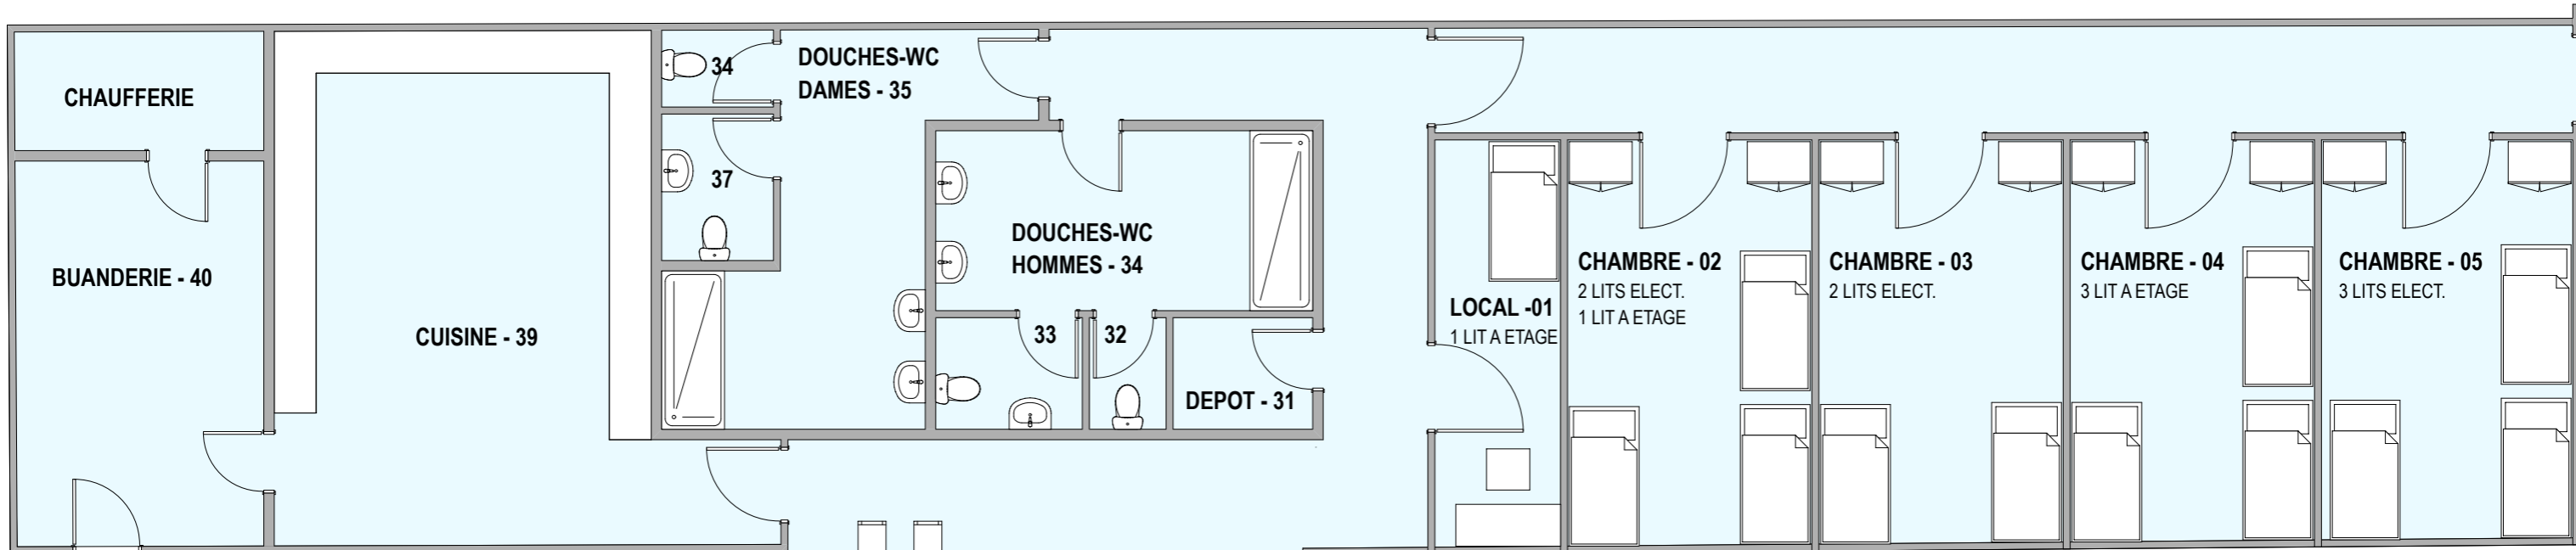 CHAUFFERIE
BUANDERIE - 40
CUISINE - 39
34
37
DOUCHES-WC
DAMES - 35
DOUCHES-WC
HOMMES - 34
33
32
DEPOT - 31
LOCAL -01
1 LIT A ETAGE
CHAMBRE - 02
2 LITS ELECT.
1 LIT A ETAGE
CHAMBRE - 03
2 LITS ELECT.
CHAMBRE - 04
3 LIT A ETAGE
CHAMBRE - 05
3 LITS ELECT.